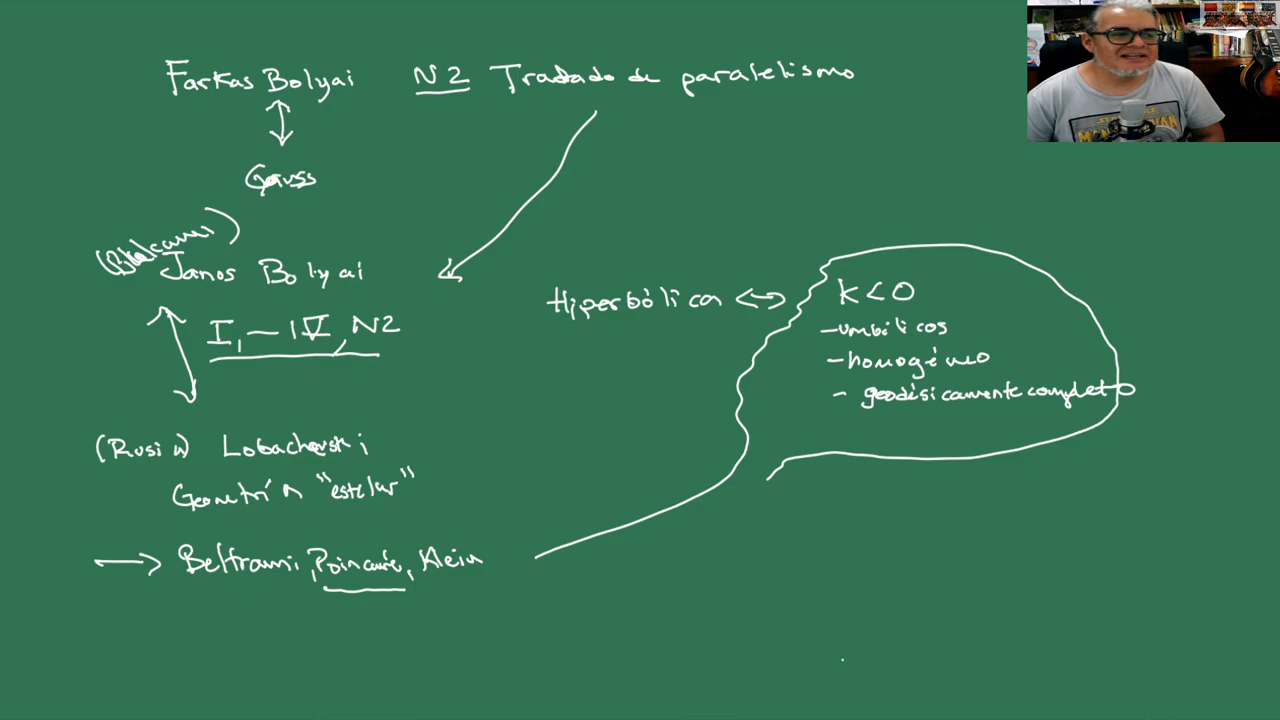 Farkas Bolyai N2 Tradado de paralelismo
Gauss
Janos Bolyai
I, - IV, N2
Hiperbólica ↔ K < 0
- umbílicos
- homogéneo
- geodésicamente completo
(Rusia) Lobachevski
Geometría "estelar"
→ Beltrami, Poincaré, Klein